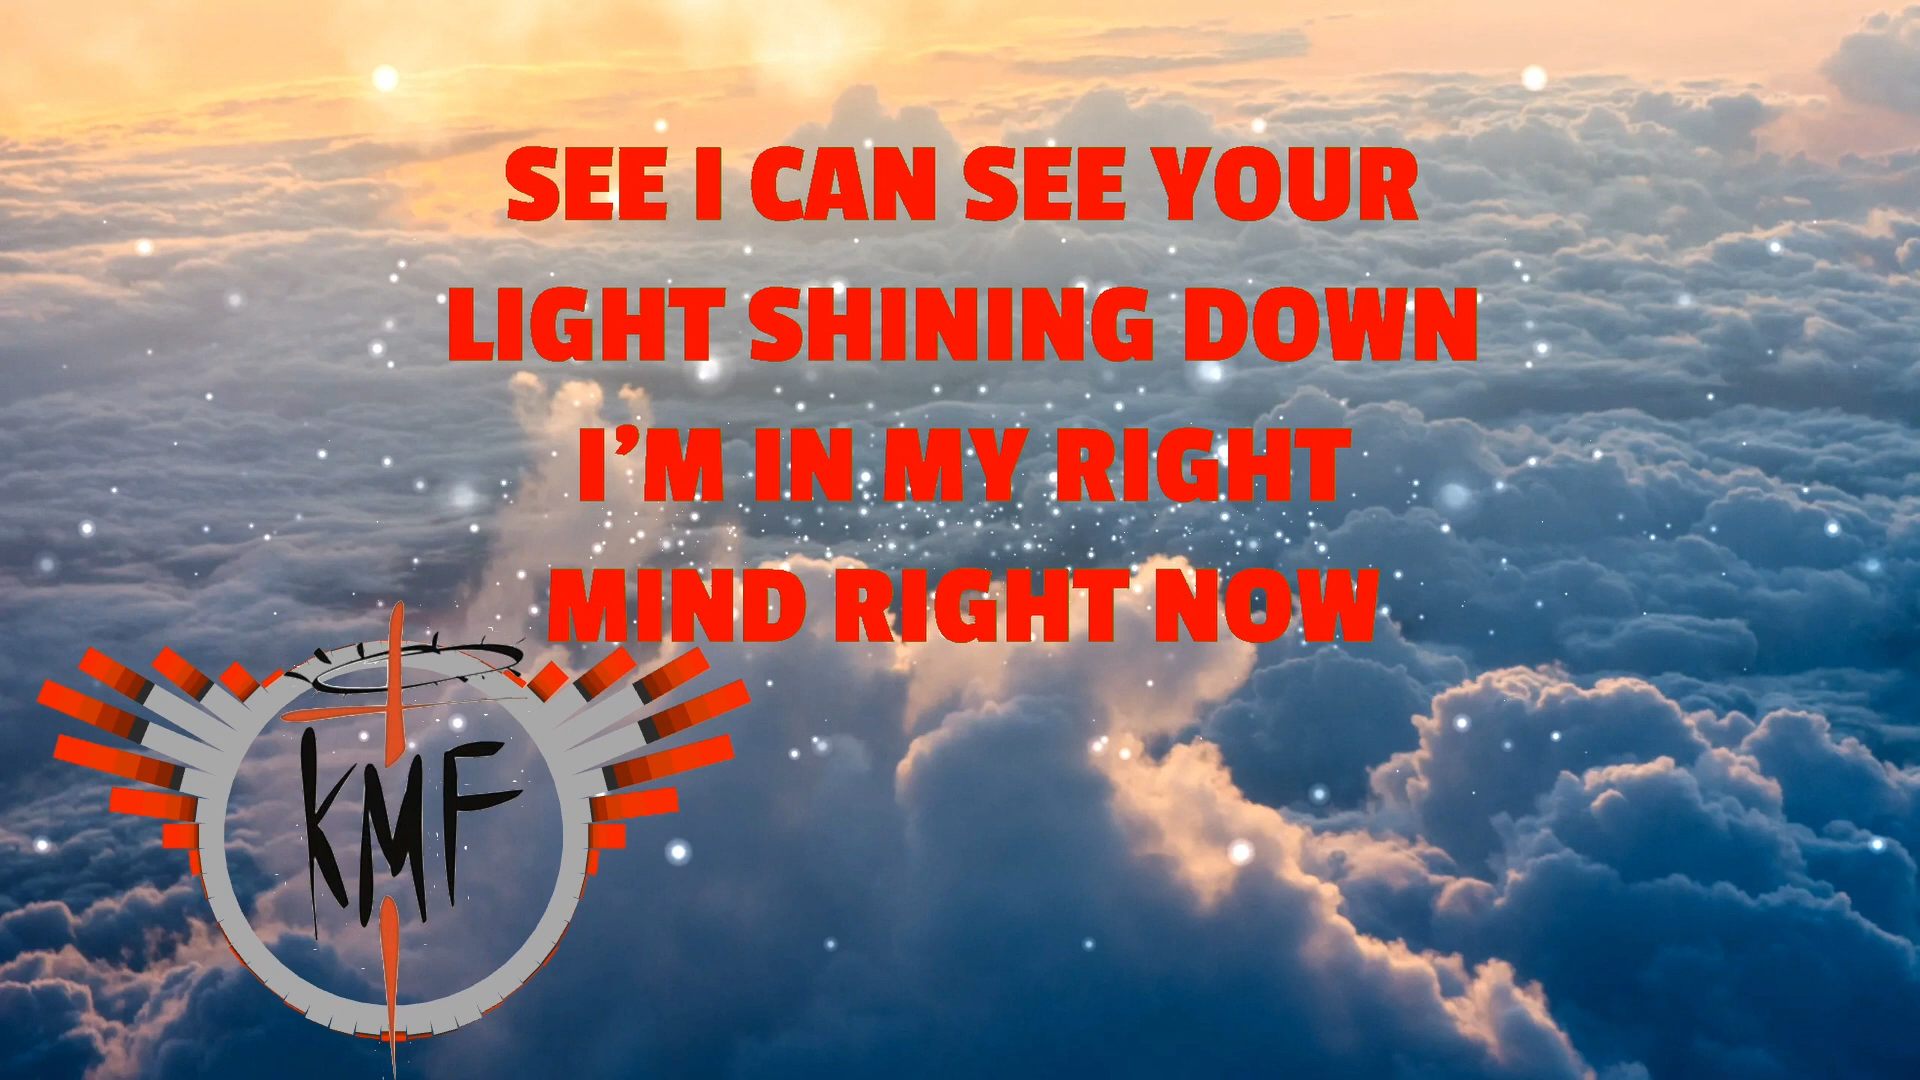 SEE I CAN SEE YOUR
LIGHT SHINING DOWN
I'M IN MY RIGHT
MIND RIGHT NOW
KMF